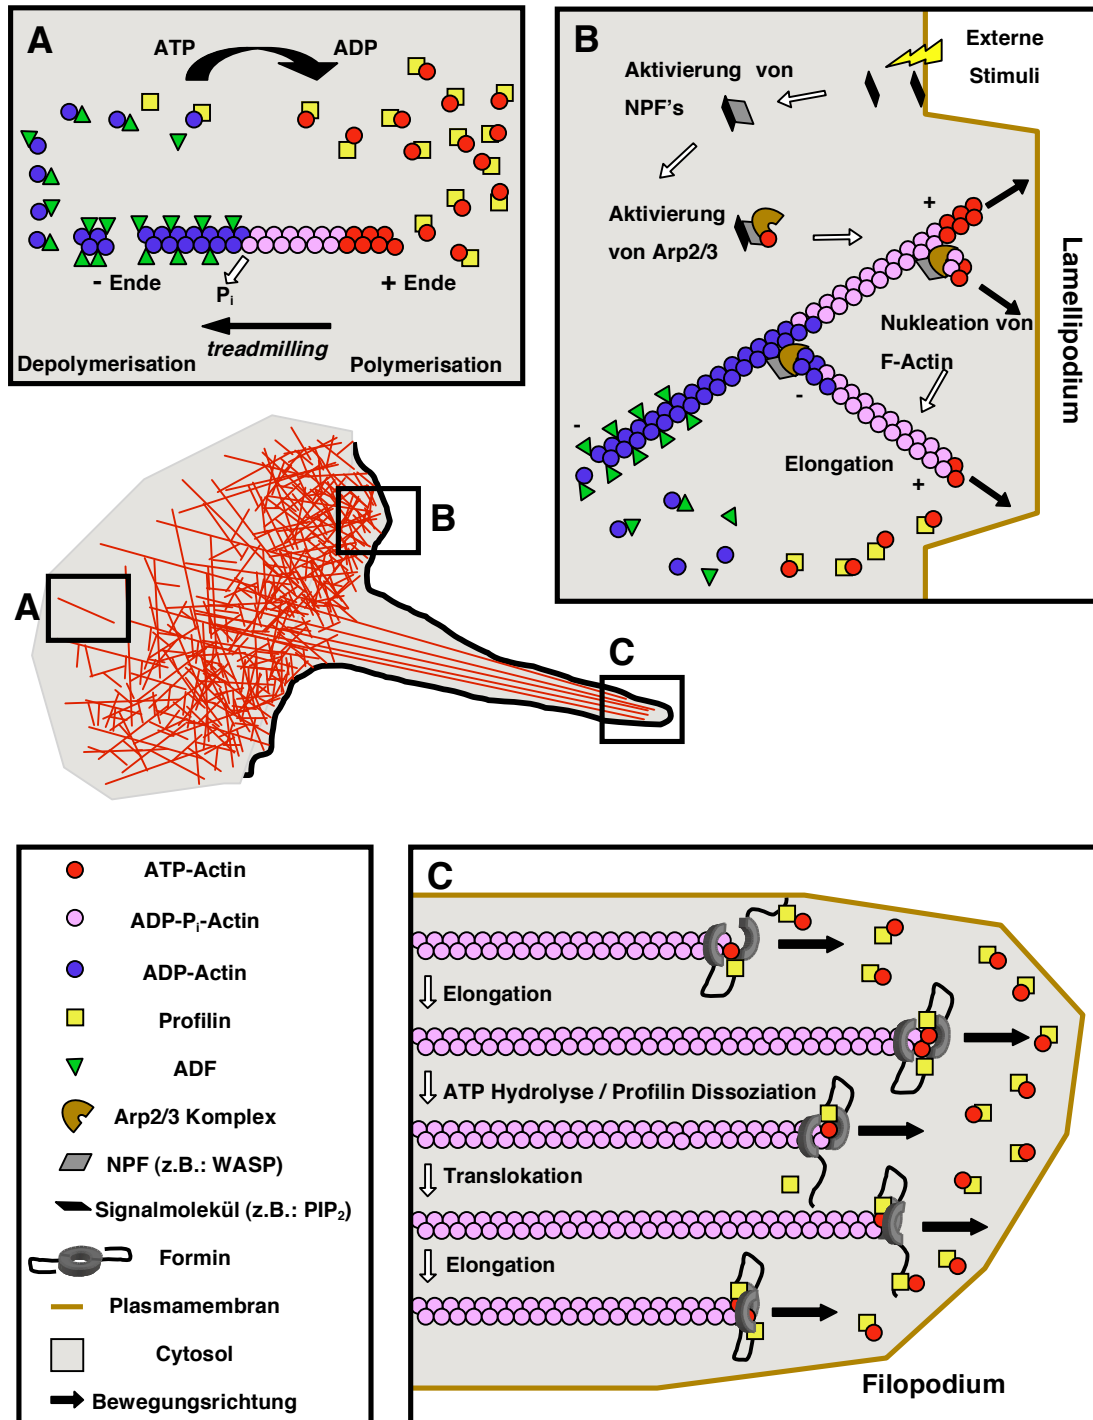 A
ATP
ADP
- Ende
Pi
+ Ende
treadmilling
Depolymerisation
Polymerisation
B
Externe
Stimuli
Aktivierung von
NPF's
Aktivierung
von Arp2/3
+
Nukleation von
F-Actin
-
-
Elongation
+
Lamellipodium
A
B
C
ATP-Actin
ADP-Pi-Actin
ADP-Actin
Profilin
ADF
Arp2/3 Komplex
NPF (z.B.: WASP)
Signalmolekül (z.B.: PIP2)
Formin
Plasmamembran
Cytosol
Bewegungsrichtung
C
Elongation
ATP Hydrolyse / Profilin Dissoziation
Translokation
Elongation
Filopodium